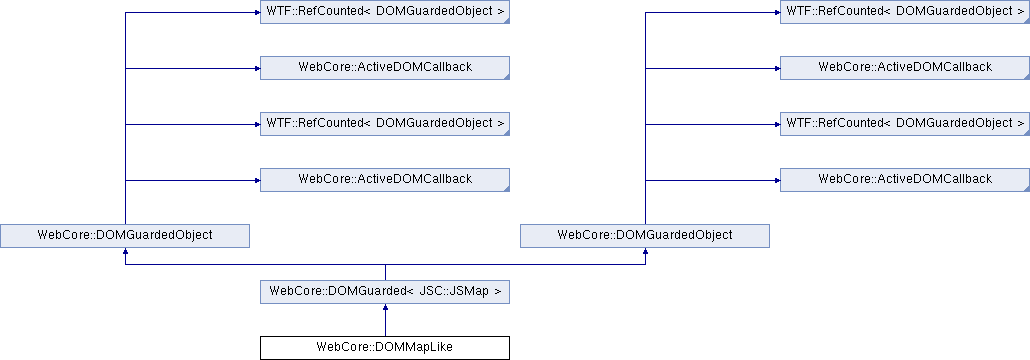 WTF::RefCounted< DOMGuardedObject >
WTF::RefCounted< DOMGuardedObject >
WebCore::ActiveDOMCallback
WebCore::ActiveDOMCallback
WTF::RefCounted< DOMGuardedObject >
WTF::RefCounted< DOMGuardedObject >
WebCore::ActiveDOMCallback
WebCore::ActiveDOMCallback
WebCore::DOMGuardedObject
WebCore::DOMGuardedObject
WebCore::DOMGuarded< JSC::JSMap >
WebCore::DOMMapLike